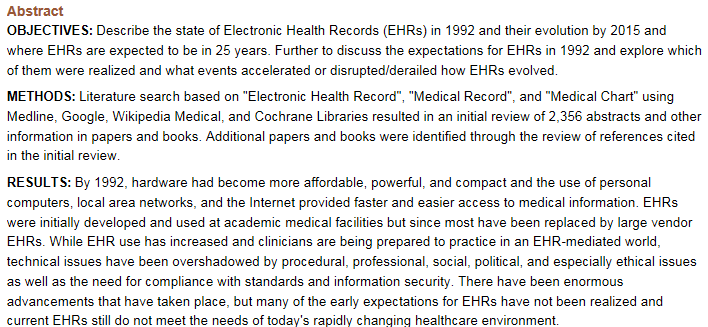 Abstract
OBJECTIVES: Describe the state of Electronic Health Records (EHRs) in 1992 and their evolution by 2015 and
where EHRs are expected to be in 25 years. Further to discuss the expectations for EHRs in 1992 and explore which
of them were realized and what events accelerated or disrupted/derailed how EHRs evolved.
METHODS: Literature search based on "Electronic Health Record", "Medical Record", and "Medical Chart" using
Medline, Google, Wikipedia Medical, and Cochrane Libraries resulted in an initial review of 2,356 abstracts and other
information in papers and books. Additional papers and books were identified through the review of references cited
in the initial review.
RESULTS: By 1992, hardware had become more affordable, powerful, and compact and the use of personal
computers, local area networks, and the Internet provided faster and easier access to medical information. EHRs
were initially developed and used at academic medical facilities but since most have been replaced by large vendor
EHRs. While EHR use has increased and clinicians are being prepared to practice in an EHR-mediated world,
technical issues have been overshadowed by procedural, professional, social, political, and especially ethical issues
as well as the need for compliance with standards and information security. There have been enormous
advancements that have taken place, but many of the early expectations for EHRs have not been realized and
current EHRs still do not meet the needs of today's rapidly changing healthcare environment.